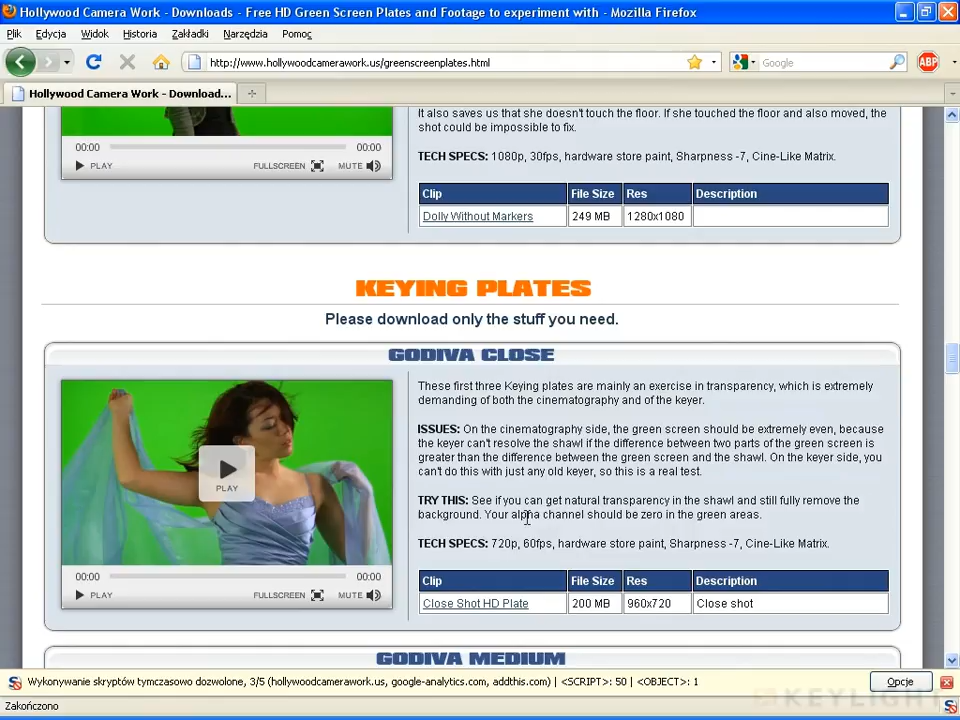 Hollywood Camera Work - Downloads - Free HD Green Screen Plates and Footage to experiment with - Mozilla Firefox
Plik Edycja Widok Historia Zakładki Narzędzia Pomoc
http://www.hollywoodcamerawork.us/greenscreenplates.html
Google
ABP
Hollywood Camera Work - Download...
It also saves us that she doesn't touch the floor. If she touched the floor and also moved, the
shot could be impossible to fix.
00:00 00:00
PLAY FULLSCREEN MUTE
TECH SPECS: 1080p, 30fps, hardware store paint, Sharpness -7, Cine-Like Matrix.
Clip File Size Res Description
Dolly Without Markers 249 MB 1280x1080
KEYING PLATES
Please download only the stuff you need.
GODIVA CLOSE
These first three Keying plates are mainly an exercise in transparency, which is extremely
demanding of both the cinematography and of the keyer.
ISSUES: On the cinematography side, the green screen should be extremely even, because
the keyer can't resolve the shawl if the difference between two parts of the green screen is
greater than the difference between the green screen and the shawl. On the keyer side, you
can't do this with just any old keyer, so this is a real test.
PLAY
TRY THIS: See if you can get natural transparency in the shawl and still fully remove the
background. Your alpha channel should be zero in the green areas.
TECH SPECS: 720p, 60fps, hardware store paint, Sharpness -7, Cine-Like Matrix.
00:00 00:00
PLAY FULLSCREEN MUTE
Clip File Size Res Description
Close Shot HD Plate 200 MB 960x720 Close shot
GODIVA MEDIUM
Wykonywanie skryptów tymczasowo dozwolone, 3/5 (hollywoodcamerawork.us, google-analytics.com, addthis.com) | <SCRIPT>: 50 | <OBJECT>: 1
Opcje
Zakończono
KEYLIGHT